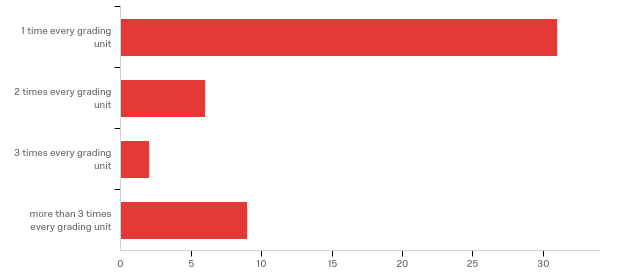 1 time every grading
unit
2 times every grading
unit
3 times every grading
unit
more than 3 times
every grading unit
0 5 10 15 20 25 30